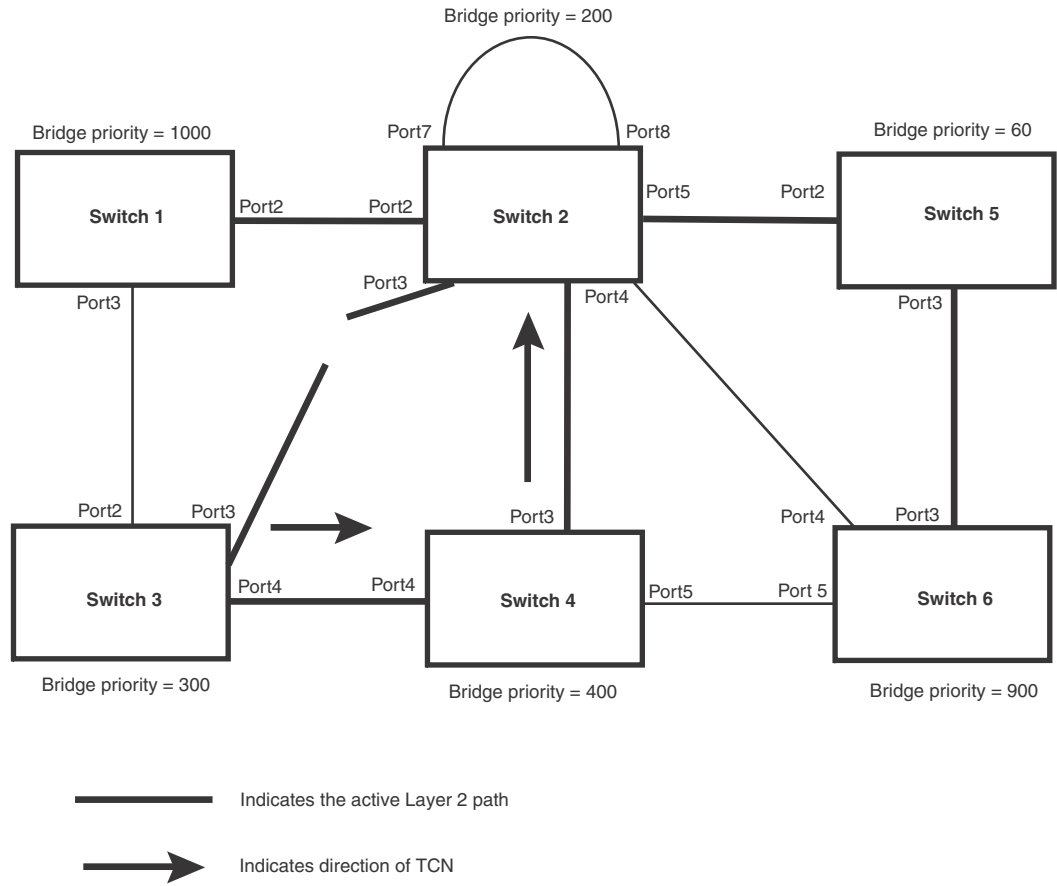 Bridge priority = 200
Port7
Port8
Bridge priority = 1000
Bridge priority = 60
Switch 1
Port2
Port2
Switch 2
Port5
Port2
Switch 5
Port3
Port3
Port4
Port3
Port2
Port3
Port3
Port4
Port3
Switch 3
Port4
Port4
Switch 4
Port5
Port 5
Switch 6
Bridge priority = 300
Bridge priority = 400
Bridge priority = 900
Indicates the active Layer 2 path
Indicates direction of TCN